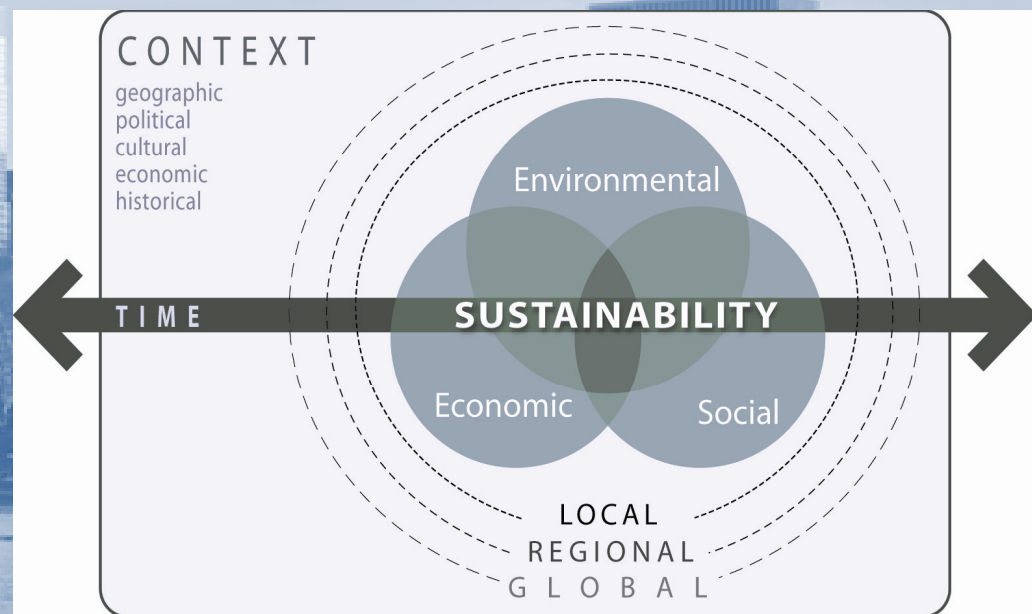 CONTEXT
geographic
political
cultural
economic
historical
Environmental
TIME
SUSTAINABILITY
Economic
Social
LOCAL
REGIONAL
GLOBAL